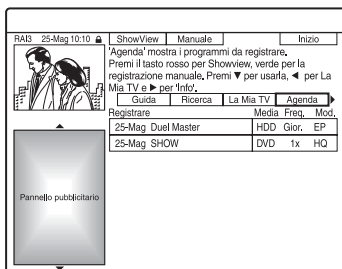 RAI3 25-Mag 10:10 ShowView Manuale Inizio
'Agenda' mostra i programmi da registrare.
Premi il tasto rosso per Showview, verde per la
registrazione manuale. Premi ▼ per usarla, ◄ per La
Mia TV e ► per 'Info'.
Guida Ricerca La Mia TV Agenda
Registrare Media Freq. Mod.
25-Mag Duel Master HDD Gior. EP
25-Mag SHOW DVD 1x HQ
Pannello pubblicitario